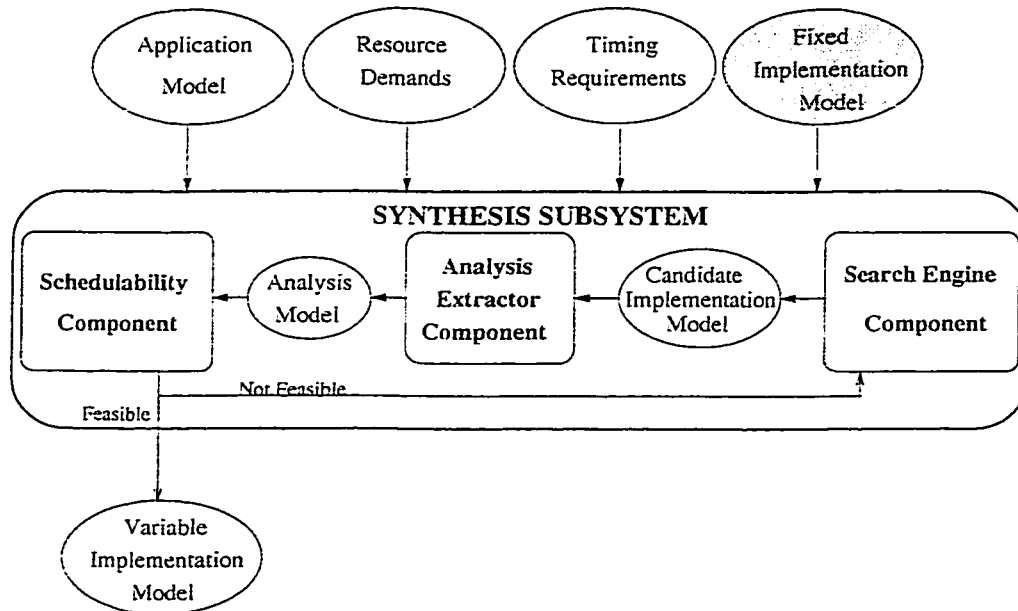 Application
Model
Resource
Demands
Timing
Requirements
Fixed
Implementation
Model
SYNTHESIS SUBSYSTEM
Schedulability
Component
Analysis
Model
Analysis
Extractor
Component
Candidate
Implementation
Model
Search Engine
Component
Not Feasible
Feasible
Variable
Implementation
Model